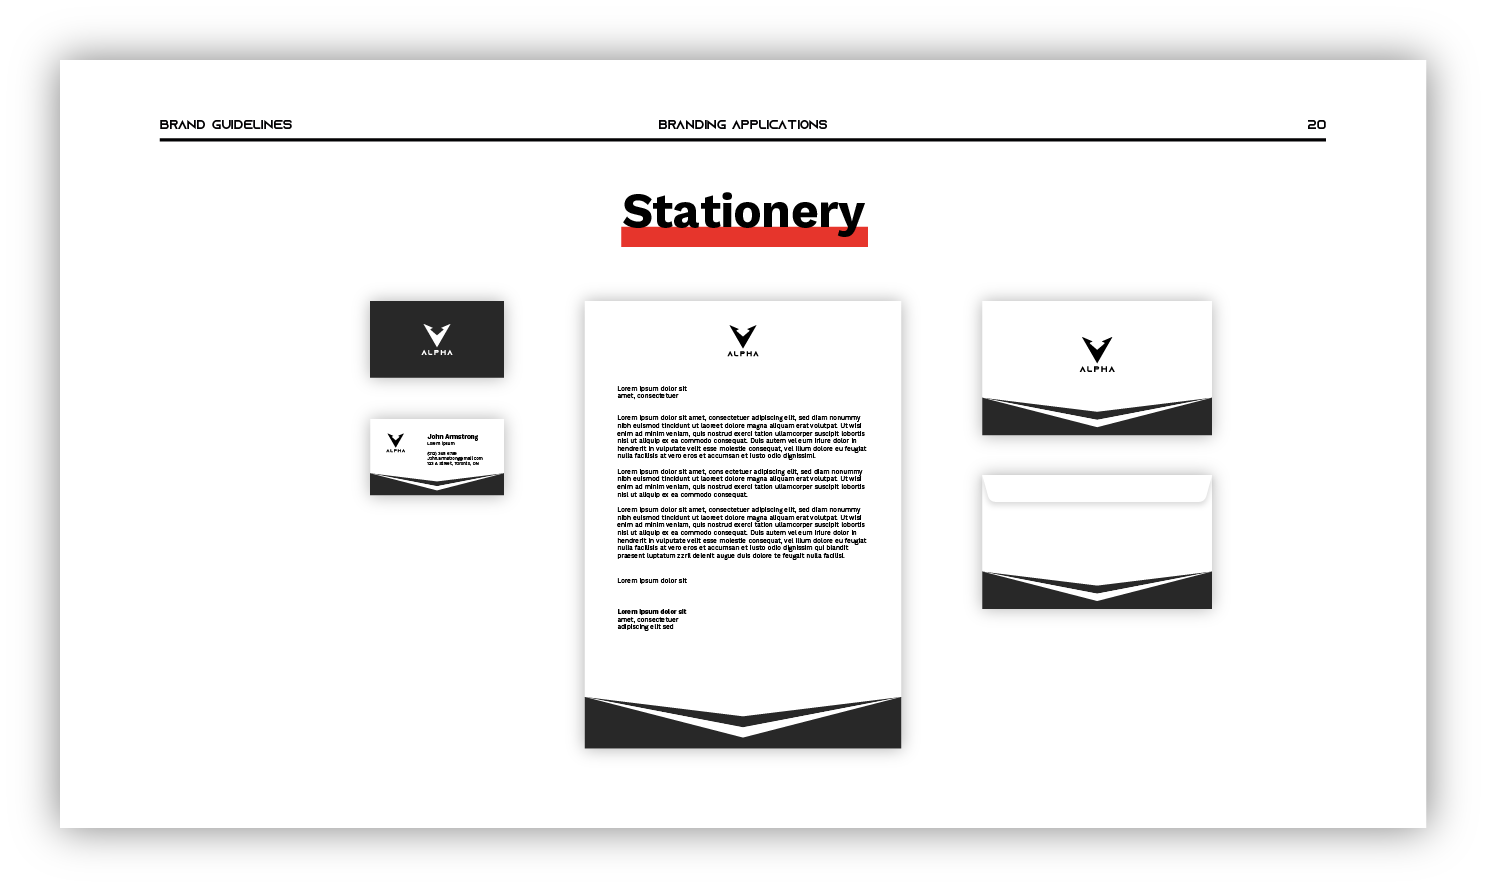 BRAND GUIDELINES
BRANDING APPLICATIONS
20
Stationery
ALPHA
ALPHA
John Armstrong
Lorem ipsum
123 A Street, Toronto, ON
ALPHA
Lorem ipsum dolor sit
amet, consectetuer
Lorem ipsum dolor sit amet, consectetuer adipiscing elit, sed diam nonummy
nibh euismod tincidunt ut laoreet dolore magna aliquam erat volutpat. Ut wisi
enim ad minim veniam, quis nostrud exerci tation ullamcorper suscipit lobortis
nisl ut aliquip ex ea commodo consequat. Duis autem vel eum iriure dolor in
hendrerit in vulputate velit esse molestie consequat, vel illum dolore eu feugiat
nulla facilisis at vero eros et accumsan et iusto odio dignissimi.
Lorem ipsum dolor sit amet, cons ectetuer adipiscing elit, sed diam nonummy
nibh euismod tincidunt ut laoreet dolore magna aliquam erat volutpat. Ut wisi
enim ad minim veniam, quis nostrud exerci tation ullamcorper suscipit lobortis
nisl ut aliquip ex ea commodo consequat.
Lorem ipsum dolor sit amet, consectetuer adipiscing elit, sed diam nonummy
nibh euismod tincidunt ut laoreet dolore magna aliquam erat volutpat. Ut wisi
enim ad minim veniam, quis nostrud exerci tation ullamcorper suscipit lobortis
nisl ut aliquip ex ea commodo consequat. Duis autem vel eum iriure dolor in
hendrerit in vulputate velit esse molestie consequat, vel illum dolore eu feugiat
nulla facilisis at vero eros et accumsan et iusto odio dignissim qui blandit
praesent luptatum zzril delenit augue duis dolore te feugait nulla facilisi.
Lorem ipsum dolor sit
Lorem ipsum dolor sit
amet, consectetuer
adipiscing elit sed
ALPHA